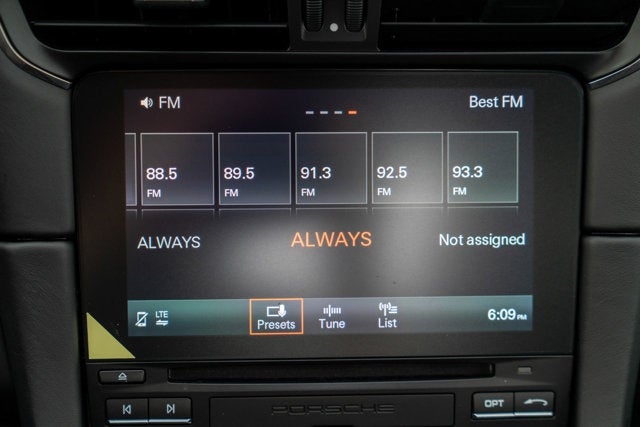 FM
Best FM
88.5 89.5 91.3 92.5 93.3
FM FM FM FM FM
ALWAYS ALWAYS Not assigned
LTE
Presets Tune List
6:09PM
OPT
PORSCHE